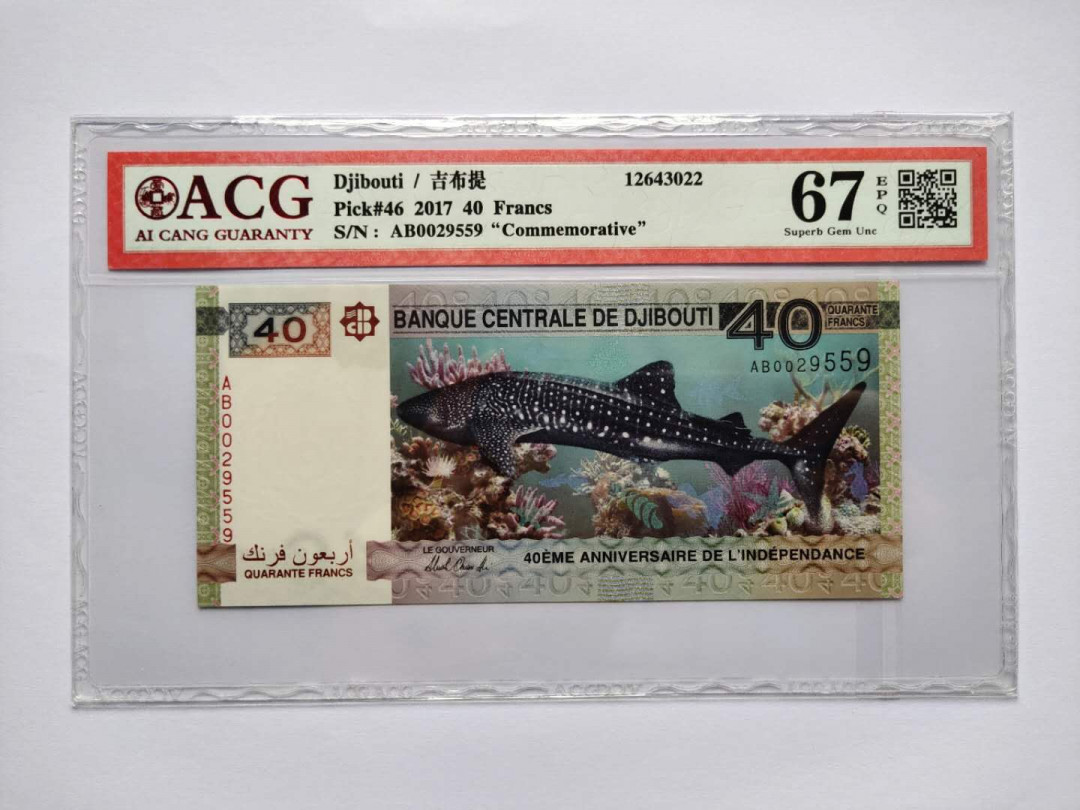 ACG
AI CANG GUARANTY
Djibouti / 吉布提
12643022
Pick#46 2017 40 Francs
S/N : AB0029559 “Commemorative”
67
EPQ
Superb Gem Unc
40
BANQUE CENTRALE DE DJIBOUTI
40
QUARANTE
FRANCS
AB0029559
AB0029559
أربعون فرنك
QUARANTE FRANCS
LE GOUVERNEUR
40ÈME ANNIVERSAIRE DE L'INDÉPENDANCE